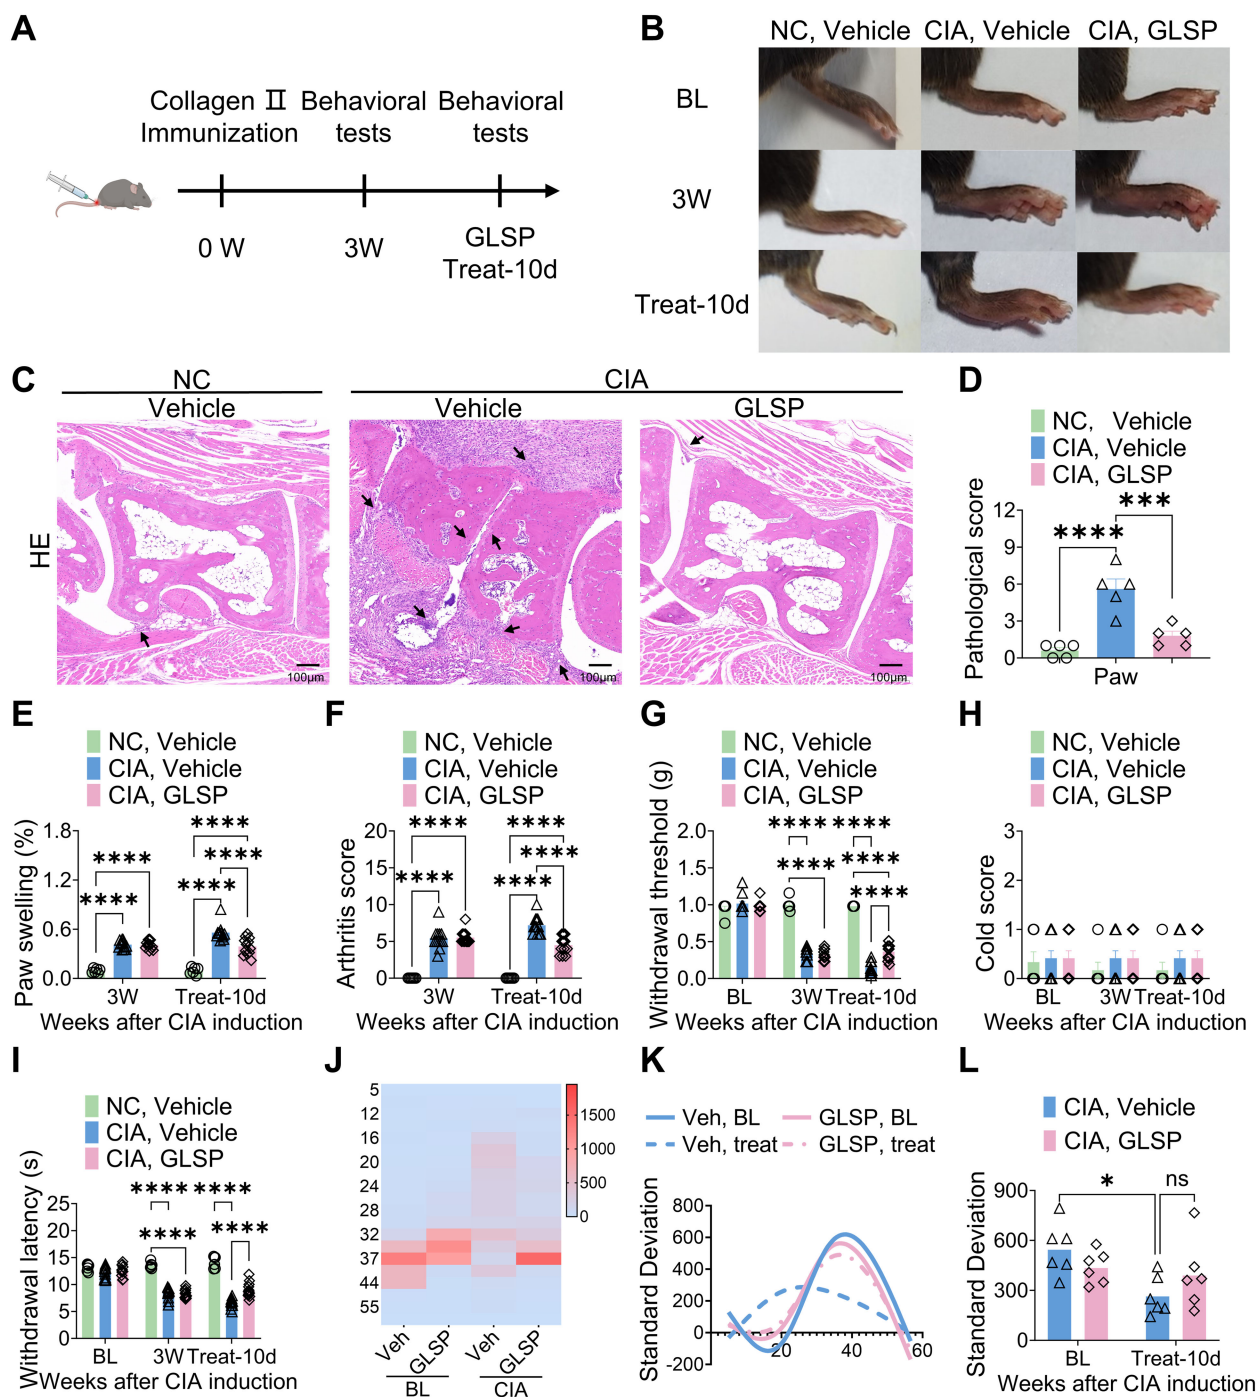 A
Collagen Ⅱ Immunization
Behavioral tests
Behavioral tests
0 W
3W
GLSP Treat-10d
B
NC, Vehicle
CIA, Vehicle
CIA, GLSP
BL
3W
Treat-10d
C
NC
CIA
Vehicle
Vehicle
GLSP
HE
100μm
100μm
100μm
D
NC, Vehicle
CIA, Vehicle
CIA, GLSP
Pathological score
12
9
6
3
0
****
***
Paw
E
NC, Vehicle
CIA, Vehicle
CIA, GLSP
Paw swelling (%)
1.8
1.2
0.6
0.0
****
****
****
****
****
3W
Treat-10d
Weeks after CIA induction
F
NC, Vehicle
CIA, Vehicle
CIA, GLSP
Arthritis score
20
15
10
5
0
****
****
****
****
****
3W
Treat-10d
Weeks after CIA induction
G
NC, Vehicle
CIA, Vehicle
CIA, GLSP
Withdrawal threshold (g)
2.0
1.5
1.0
0.5
0.0
****
****
****
****
****
BL
3W
Treat-10d
Weeks after CIA induction
H
NC, Vehicle
CIA, Vehicle
CIA, GLSP
Cold score
3
2
1
0
BL
3W
Treat-10d
Weeks after CIA induction
I
NC, Vehicle
CIA, Vehicle
CIA, GLSP
Withdrawal latency (s)
25
20
15
10
5
0
****
****
****
****
BL
3W
Treat-10d
Weeks after CIA induction
J
5
12
16
20
24
28
32
37
44
55
1500
1000
500
0
Veh
GLSP
Veh
GLSP
BL
CIA
K
Veh, BL
GLSP, BL
Veh, treat
GLSP, treat
Standard Deviation
800
600
400
200
0
-200
20
40
60
L
CIA, Vehicle
CIA, GLSP
Standard Deviation
900
600
300
0
*
ns
BL
Treat-10d
Weeks after CIA induction